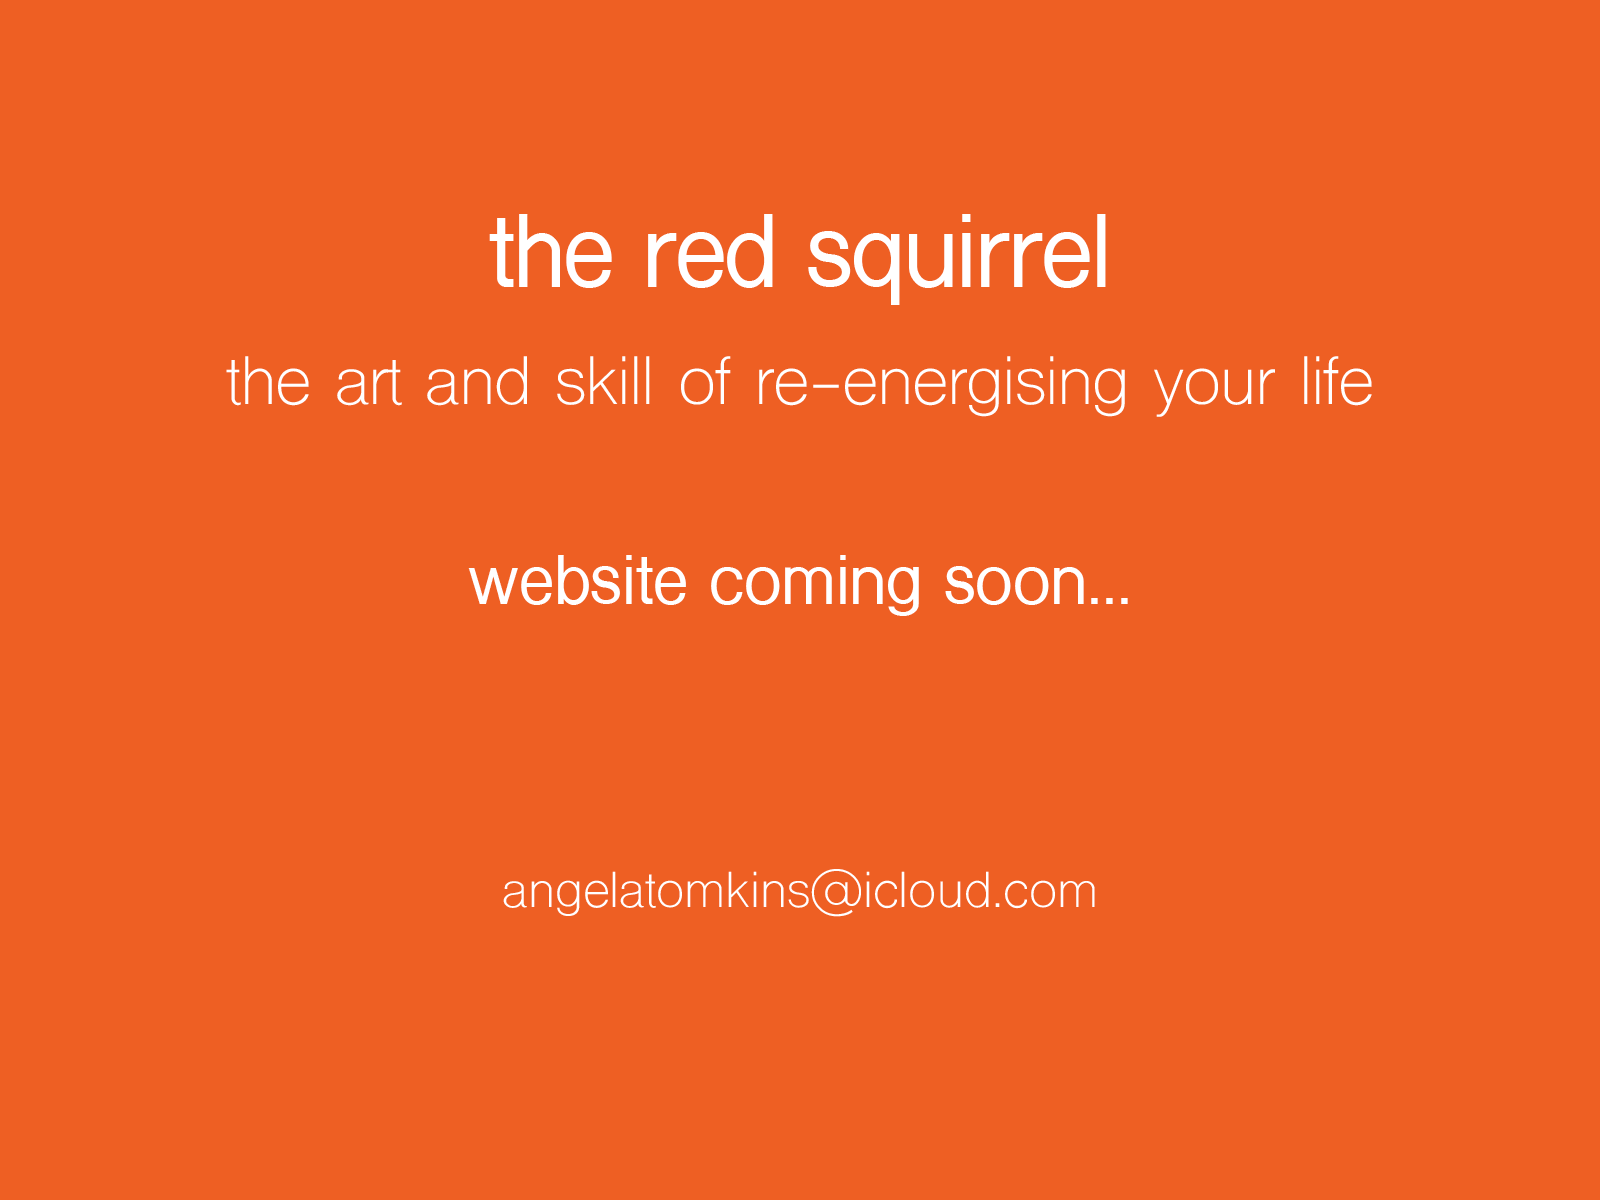 the red squirrel
the art and skill of re-energising your life
website coming soon...
angelatomkins@icloud.com